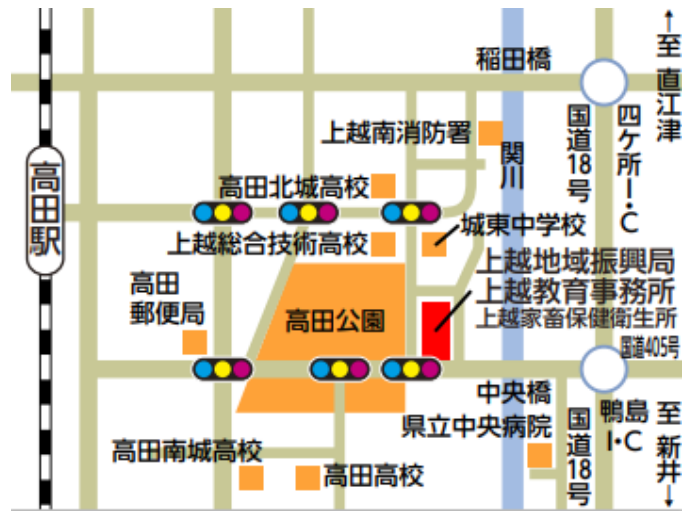 稲田橋
↑至 直江津
国道18号
四ケ所I・C
上越南消防署
関川
高田駅
高田北城高校
城東中学校
上越総合技術高校
上越地域振興局
上越教育事務所
上越家畜保健衛生所
高田
郵便局
高田公園
国道405号
中央橋
県立中央病院
国道18号
鴨島
I・C
至 新井↓
高田南城高校
高田高校